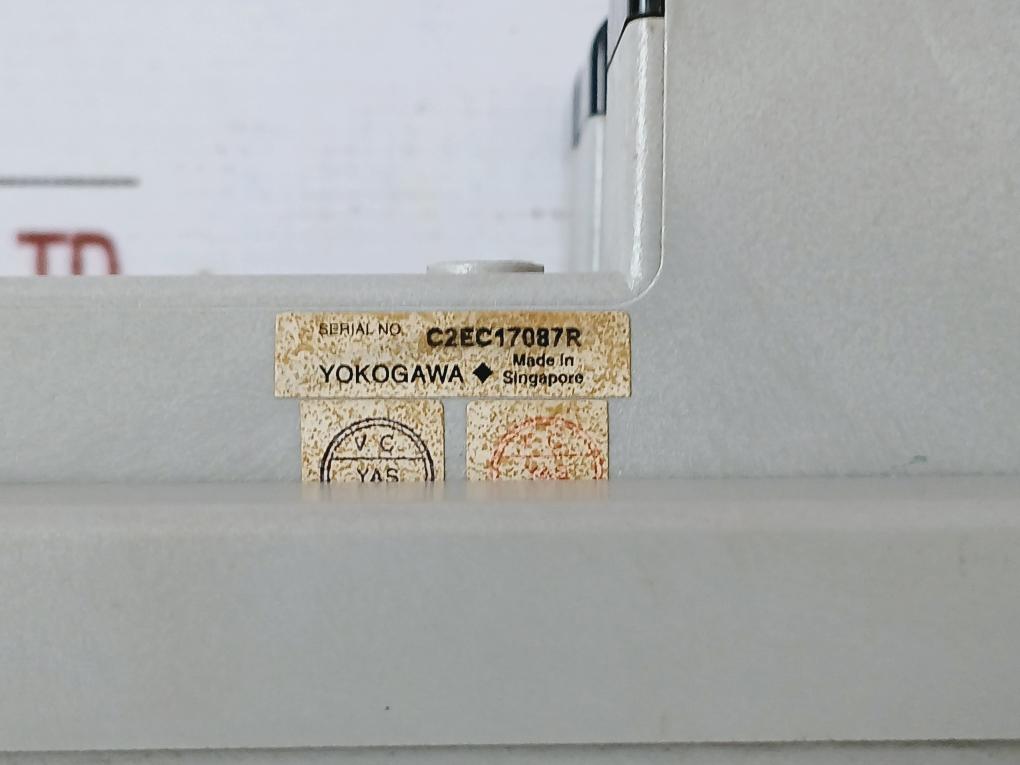 TD
SERIAL NO. C2EC17087R
YOKOGAWA ◆ Made in Singapore
V C
YAS